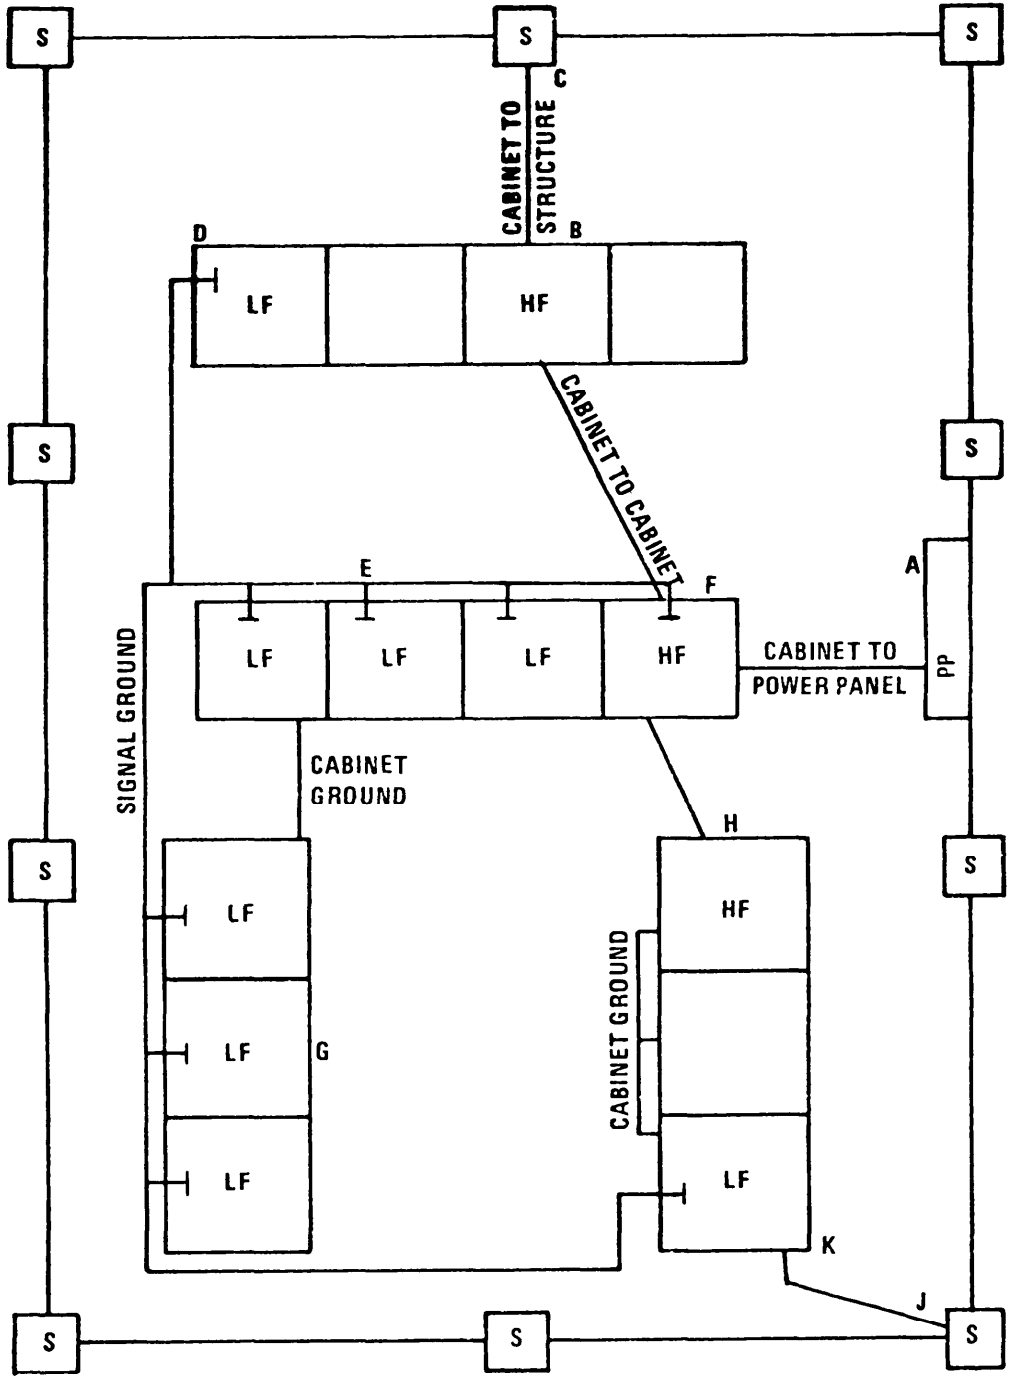 S
S
S
C
CABINET TO
STRUCTURE
D
B
LF
HF
CABINET TO CABINET
S
S
E
F
A
LF
LF
LF
HF
CABINET TO
POWER PANEL
PP
SIGNAL GROUND
CABINET
GROUND
H
S
S
LF
HF
CABINET GROUND
LF
G
LF
LF
K
J
S
S
S